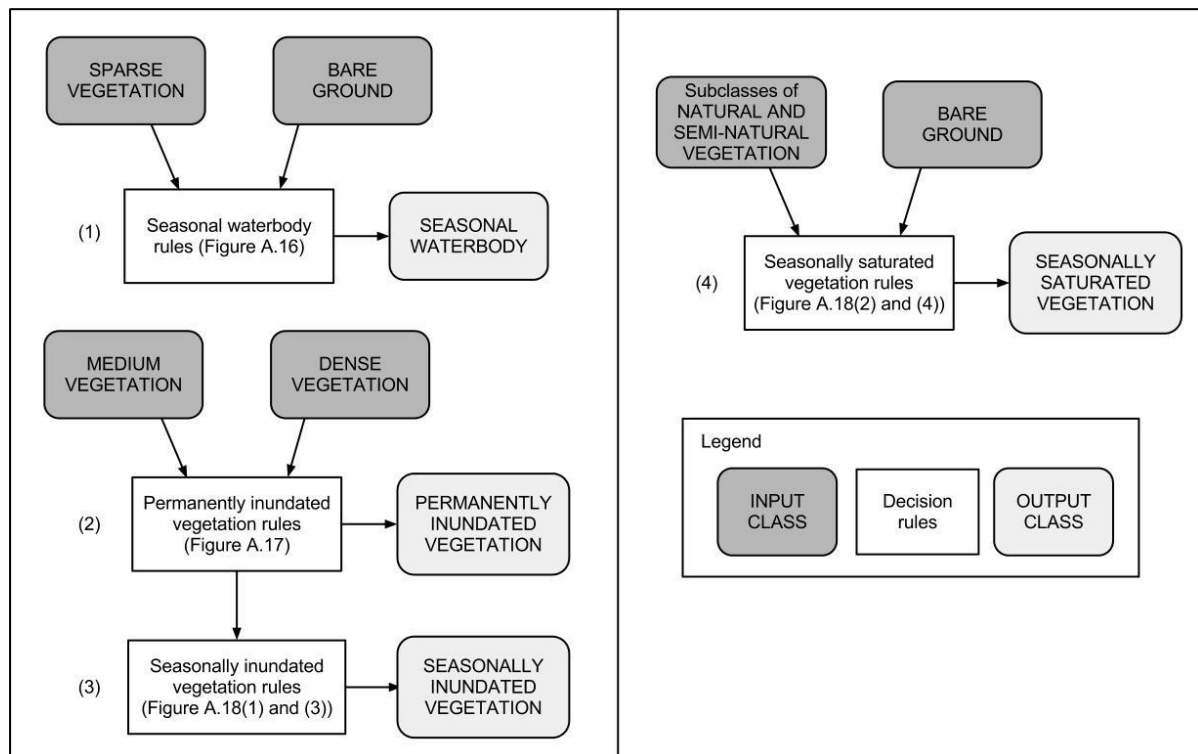 SPARSE
VEGETATION
BARE
GROUND
(1)
Seasonal waterbody
rules (Figure A.16)
SEASONAL
WATERBODY
MEDIUM
VEGETATION
DENSE
VEGETATION
(2)
Permanently inundated
vegetation rules
(Figure A.17)
PERMANENTLY
INUNDATED
VEGETATION
(3)
Seasonally inundated
vegetation rules
(Figure A.18(1) and (3))
SEASONALLY
INUNDATED
VEGETATION
Subclasses of
NATURAL AND
SEMI-NATURAL
VEGETATION
BARE
GROUND
(4)
Seasonally saturated
vegetation rules
(Figure A.18(2) and (4))
SEASONALLY
SATURATED
VEGETATION
Legend
INPUT
CLASS
Decision
rules
OUTPUT
CLASS